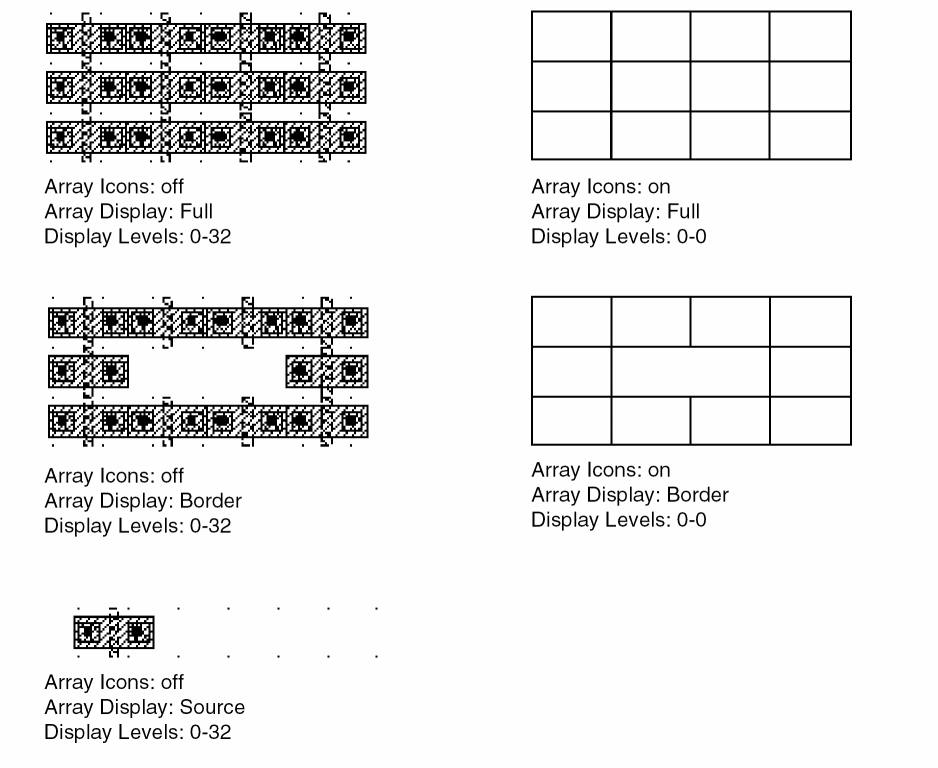 Array Icons: off
Array Display: Full
Display Levels: 0-32
Array Icons: on
Array Display: Full
Display Levels: 0-0
Array Icons: off
Array Display: Border
Display Levels: 0-32
Array Icons: on
Array Display: Border
Display Levels: 0-0
Array Icons: off
Array Display: Source
Display Levels: 0-32